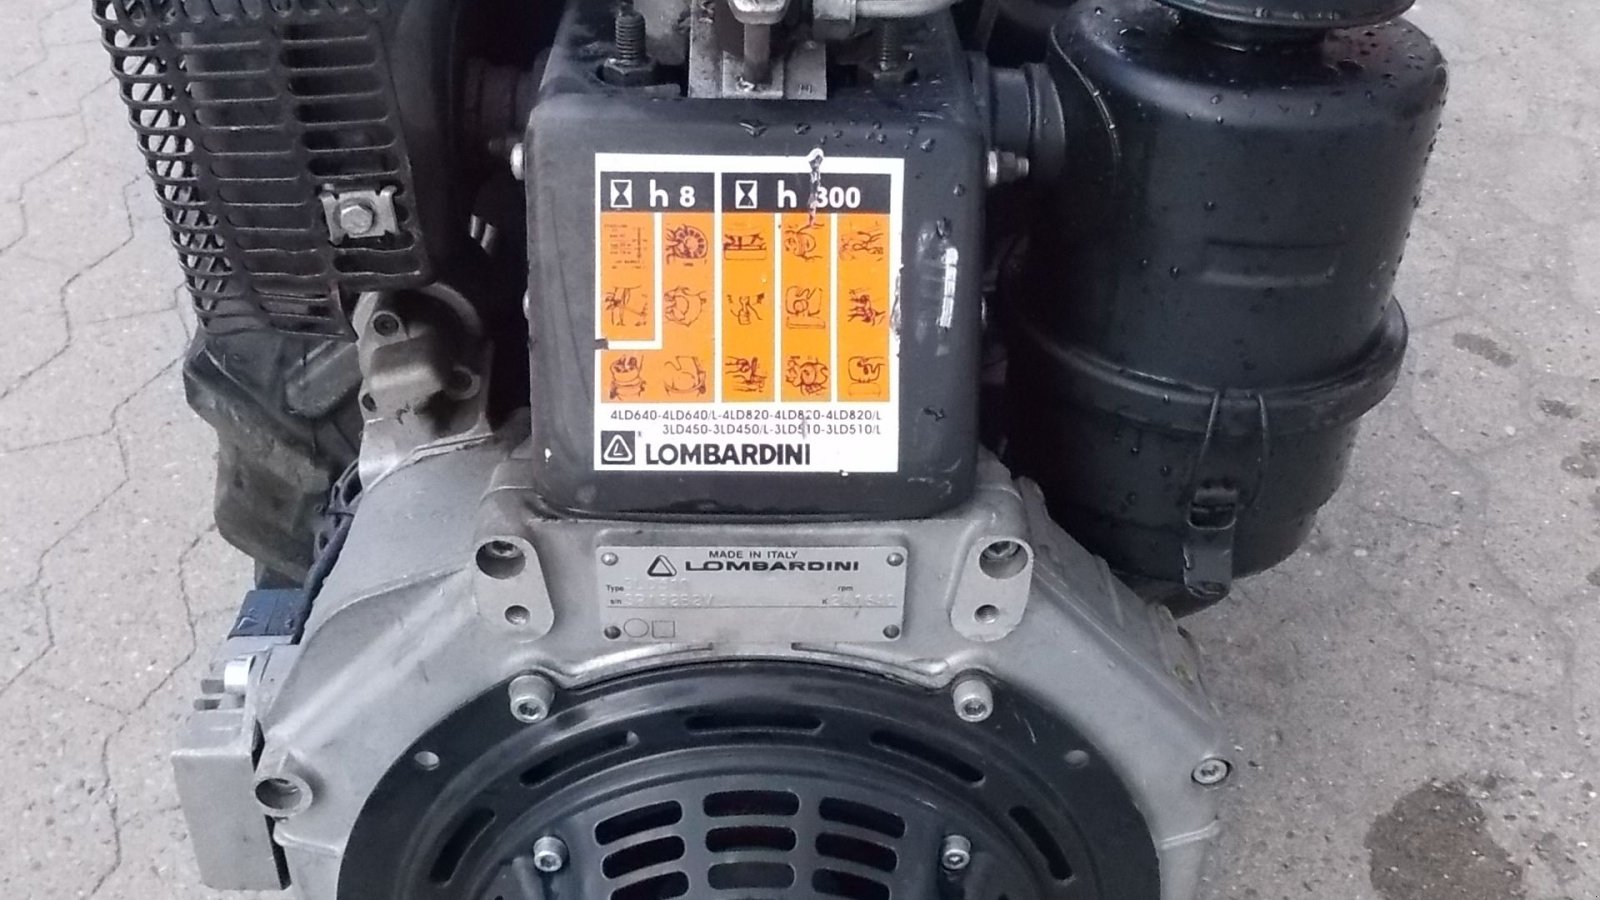 h 8 h 300
4LD640-4LD640/L-4LD820-4LD820-4LD820/L
3LD450-3LD450/L-3LD510-3LD510/L
LOMBARDINI
MADE IN ITALY
LOMBARDINI
Type rpm
s/n K